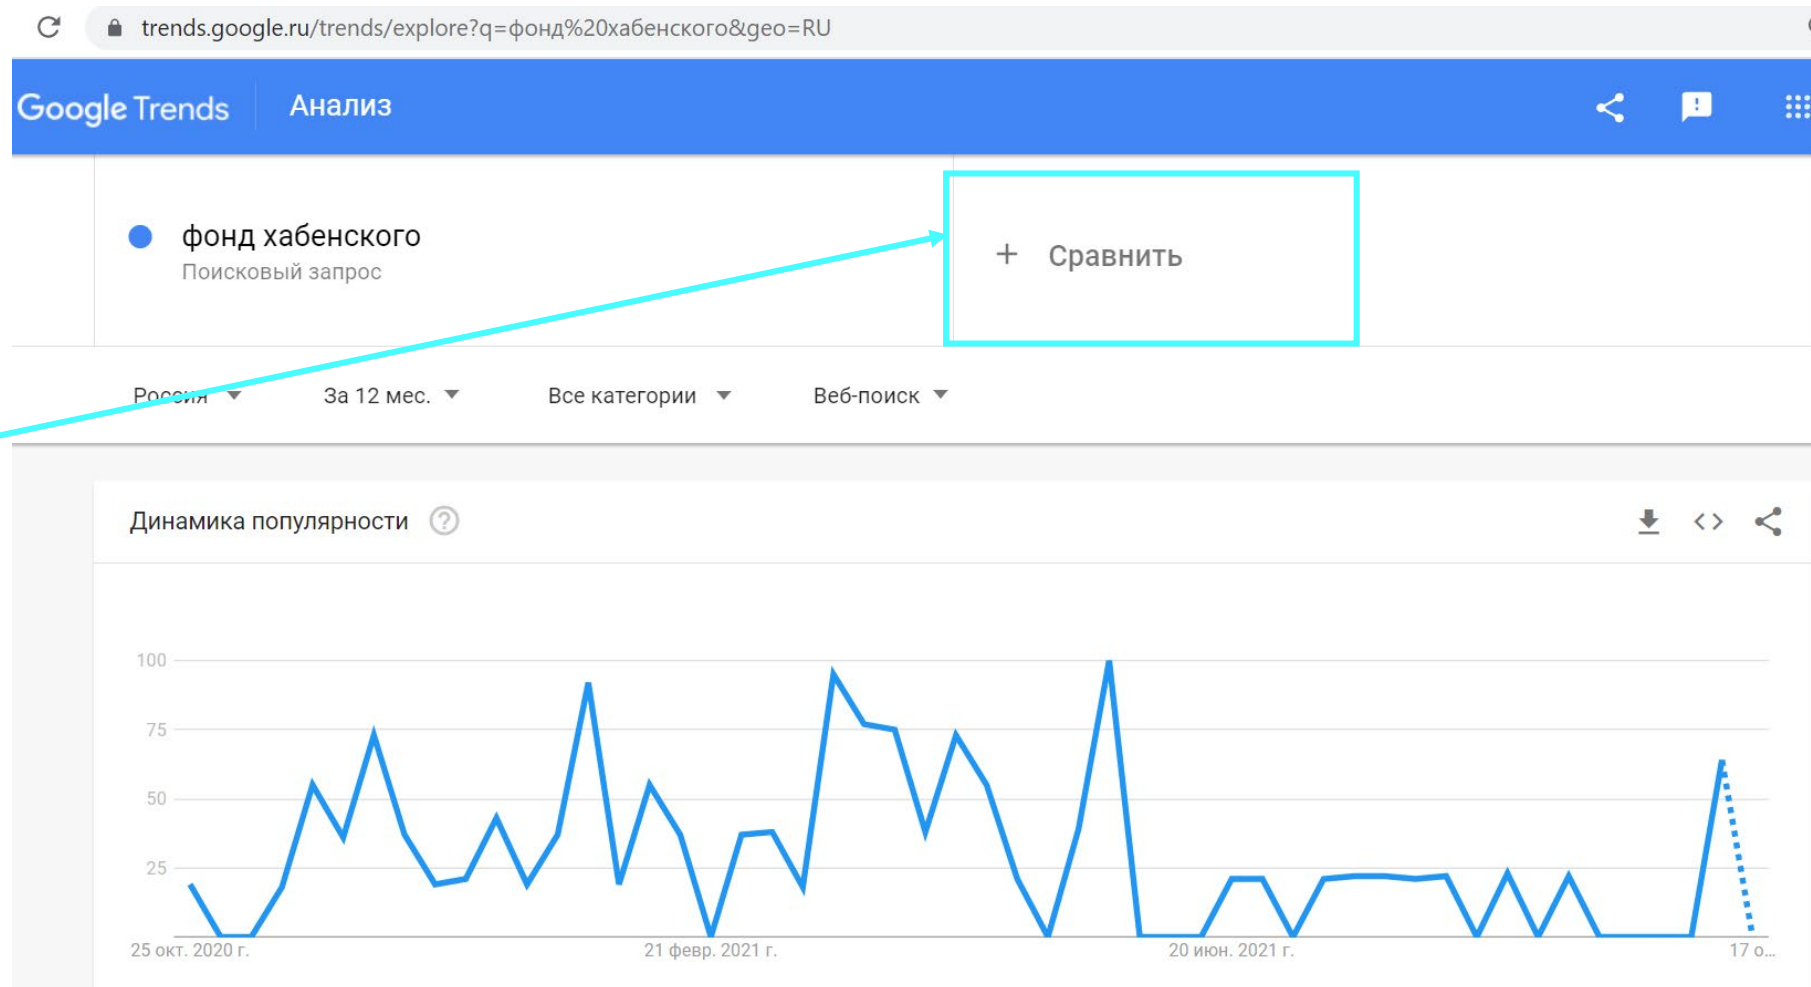 trends.google.ru/trends/explore?q=фонд%20хабенского&geo=RU
Google Trends Анализ
фонд хабенского
Поисковый запрос
+ Сравнить
Россия За 12 мес. Все категории Веб-поиск
Динамика популярности ?
100
75
50
25
25 окт. 2020 г. 21 февр. 2021 г. 20 июн. 2021 г. 17 о...